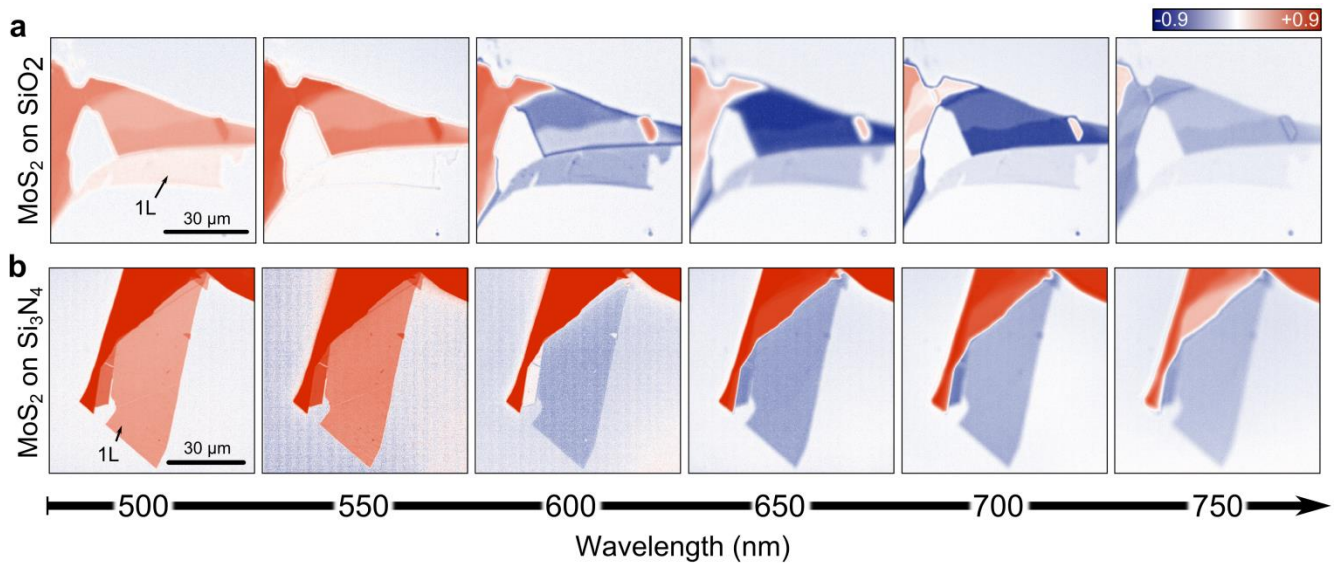 a
-0.9 +0.9
MoS₂ on SiO₂
1L
30 µm
b
MoS₂ on Si₃N₄
1L
30 µm
500 550 600 650 700 750
Wavelength (nm)